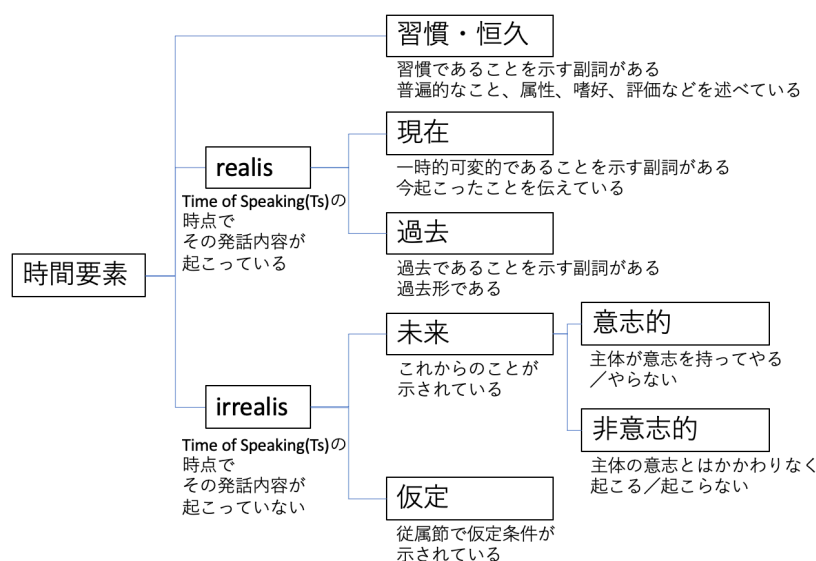 時間要素
習慣・恒久
習慣であることを示す副詞がある
普遍的なこと、属性、嗜好、評価などを述べている
realis
Time of Speaking(Ts)の
時点で
その発話内容が
起こっている
現在
一時的可変的であることを示す副詞がある
今起こったことを伝えている
過去
過去であることを示す副詞がある
過去形である
irrealis
Time of Speaking(Ts)の
時点で
その発話内容が
起こっていない
未来
これからのことが
示されている
意志的
主体が意志を持ってやる
／やらない
非意志的
主体の意志とはかかわりなく
起こる／起こらない
仮定
従属節で仮定条件が
示されている